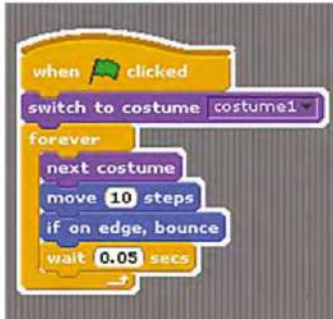 when clicked
switch to costume costume1
forever
next costume
move 10 steps
if on edge, bounce
wait 0.05 secs